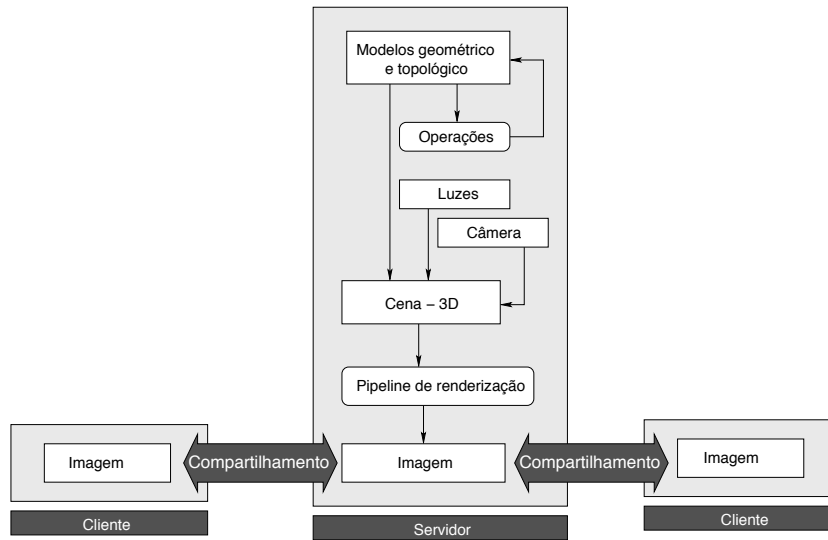 Modelos geométrico
e topológico
Operações
Luzes
Câmera
Cena – 3D
Pipeline de renderização
Imagem
Compartilhamento
Imagem
Compartilhamento
Imagem
Cliente
Servidor
Cliente